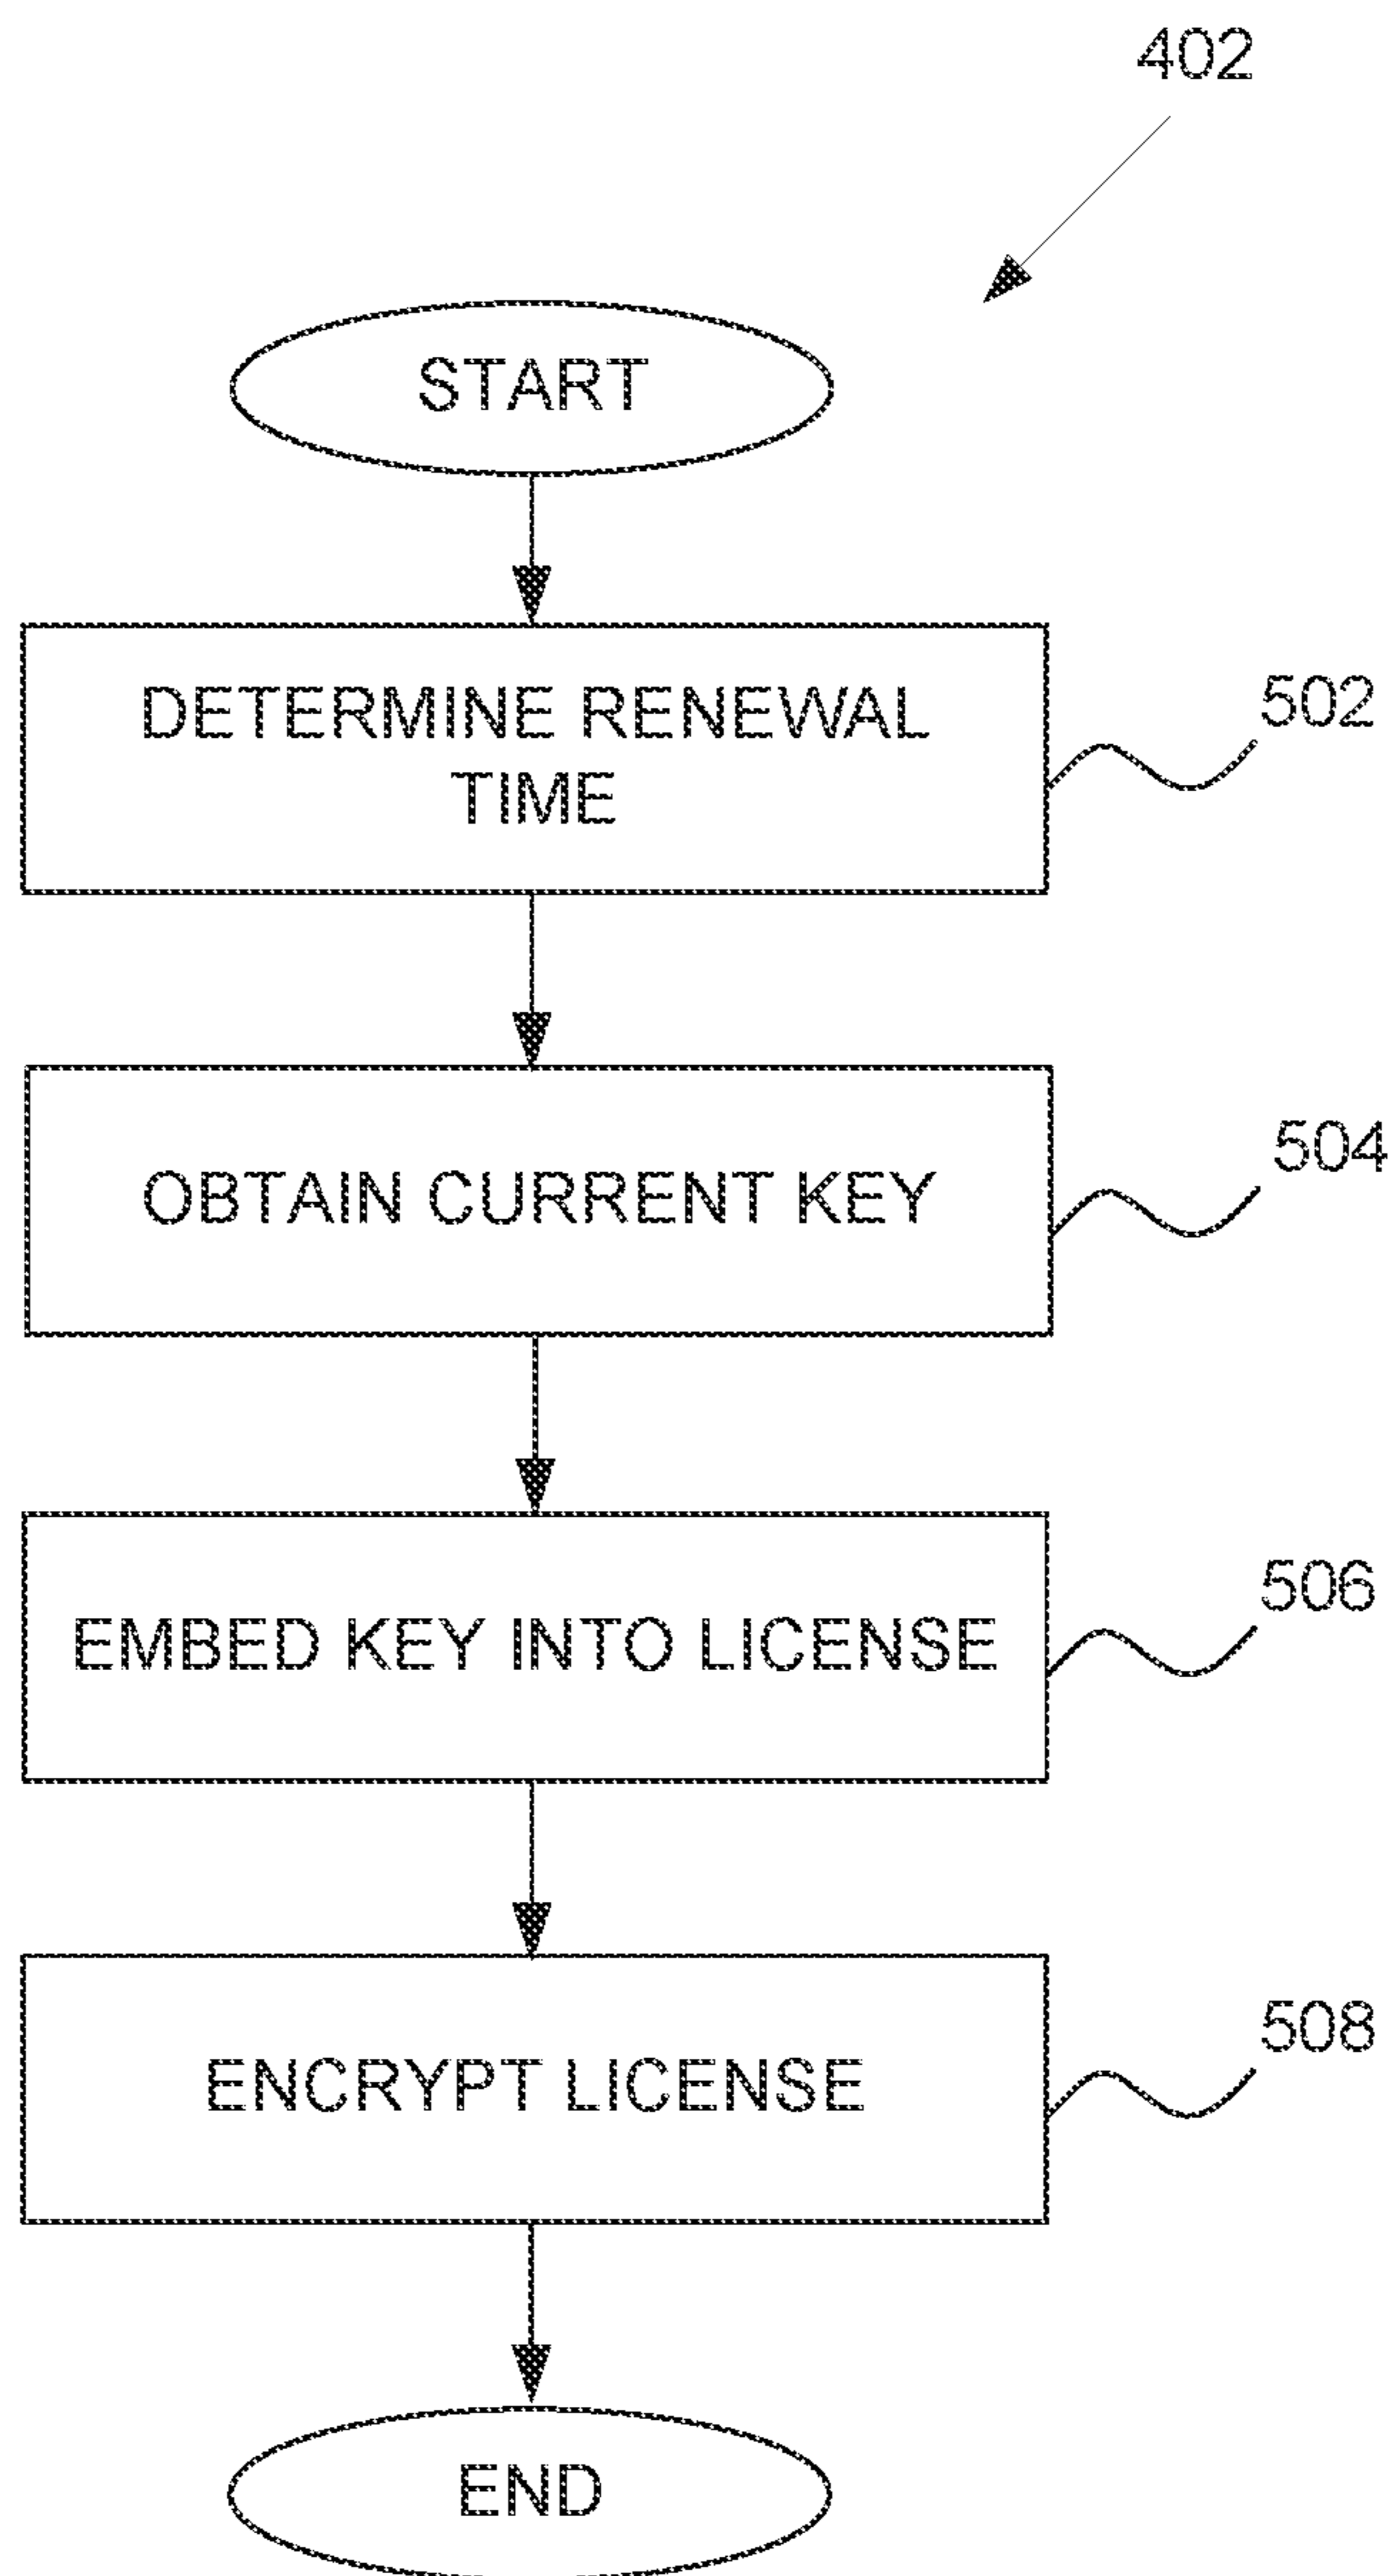 402
START
DETERMINE RENEWAL
TIME
502
OBTAIN CURRENT KEY
504
EMBED KEY INTO LICENSE
506
ENCRYPT LICENSE
508
END